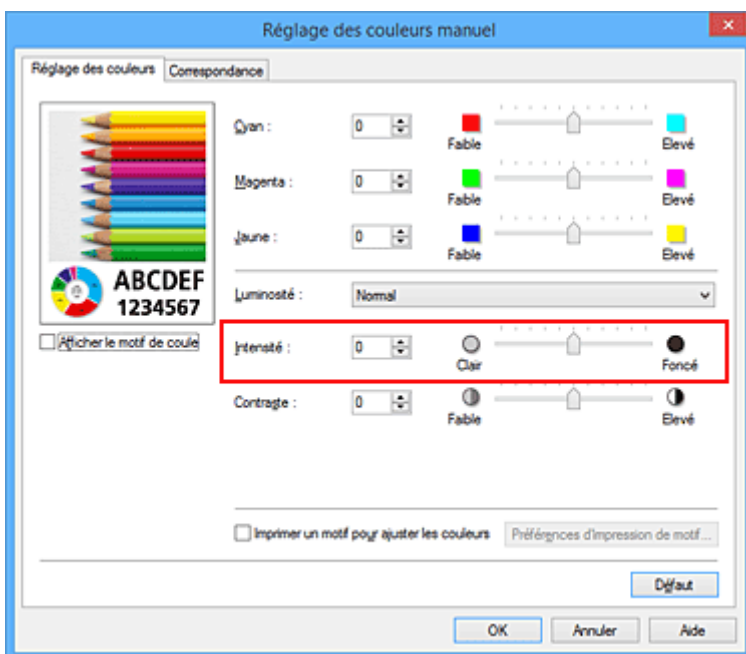 Réglage des couleurs manuel
Réglage des couleurs Correspondance
Cyan : 0 Faible Elevé
Magenta : 0 Faible Elevé
Jaune : 0 Faible Elevé
ABCDEF
1234567
Luminosité : Normal
Afficher le motif de coule
Intensité : 0 Clair Foncé
Contraste : 0 Faible Elevé
Imprimer un motif pour ajuster les couleurs Préférences d'impression de motif...
Défaut
OK Annuler Aide